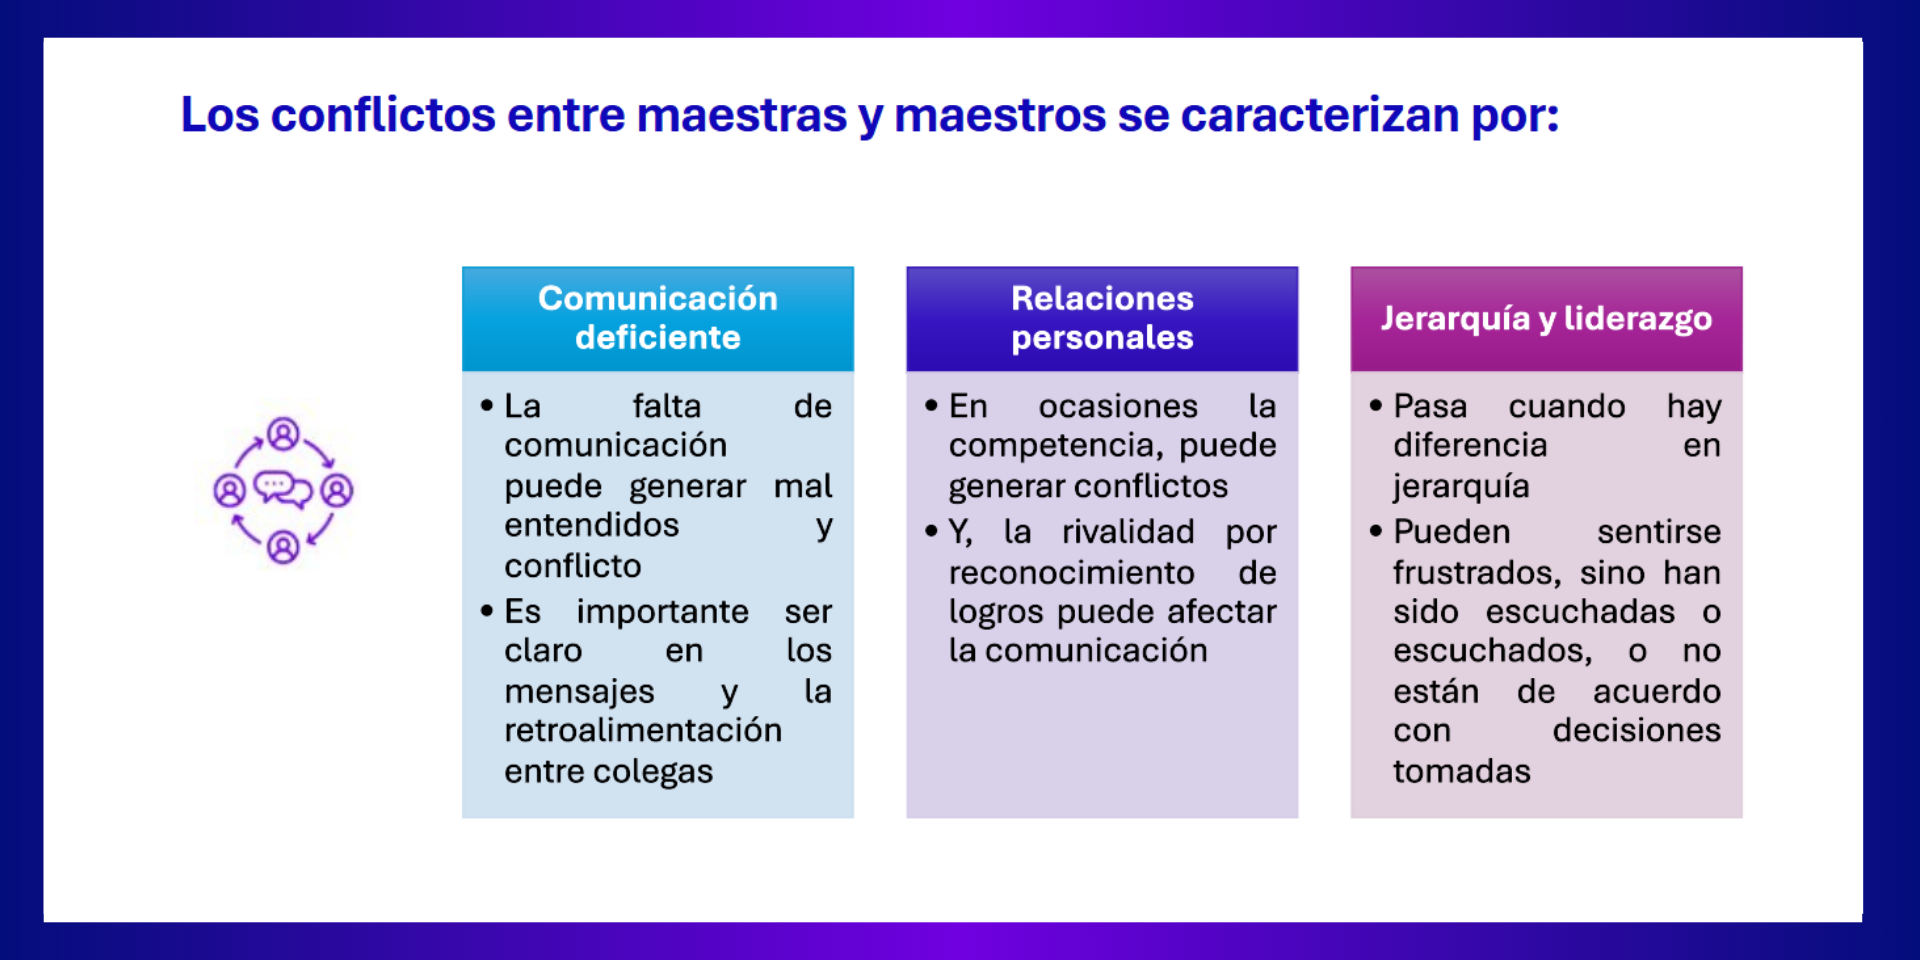 Los conflictos entre maestras y maestros se caracterizan por:
Comunicación
deficiente
• La falta de
comunicación
puede generar mal
entendidos y
conflicto
• Es importante ser
claro en los
mensajes y la
retroalimentación
entre colegas
Relaciones
personales
• En ocasiones la
competencia, puede
generar conflictos
• Y, la rivalidad por
reconocimiento de
logros puede afectar
la comunicación
Jerarquía y liderazgo
• Pasa cuando hay
diferencia en
jerarquía
• Pueden sentirse
frustrados, sino han
sido escuchadas o
escuchados, o no
están de acuerdo
con decisiones
tomadas